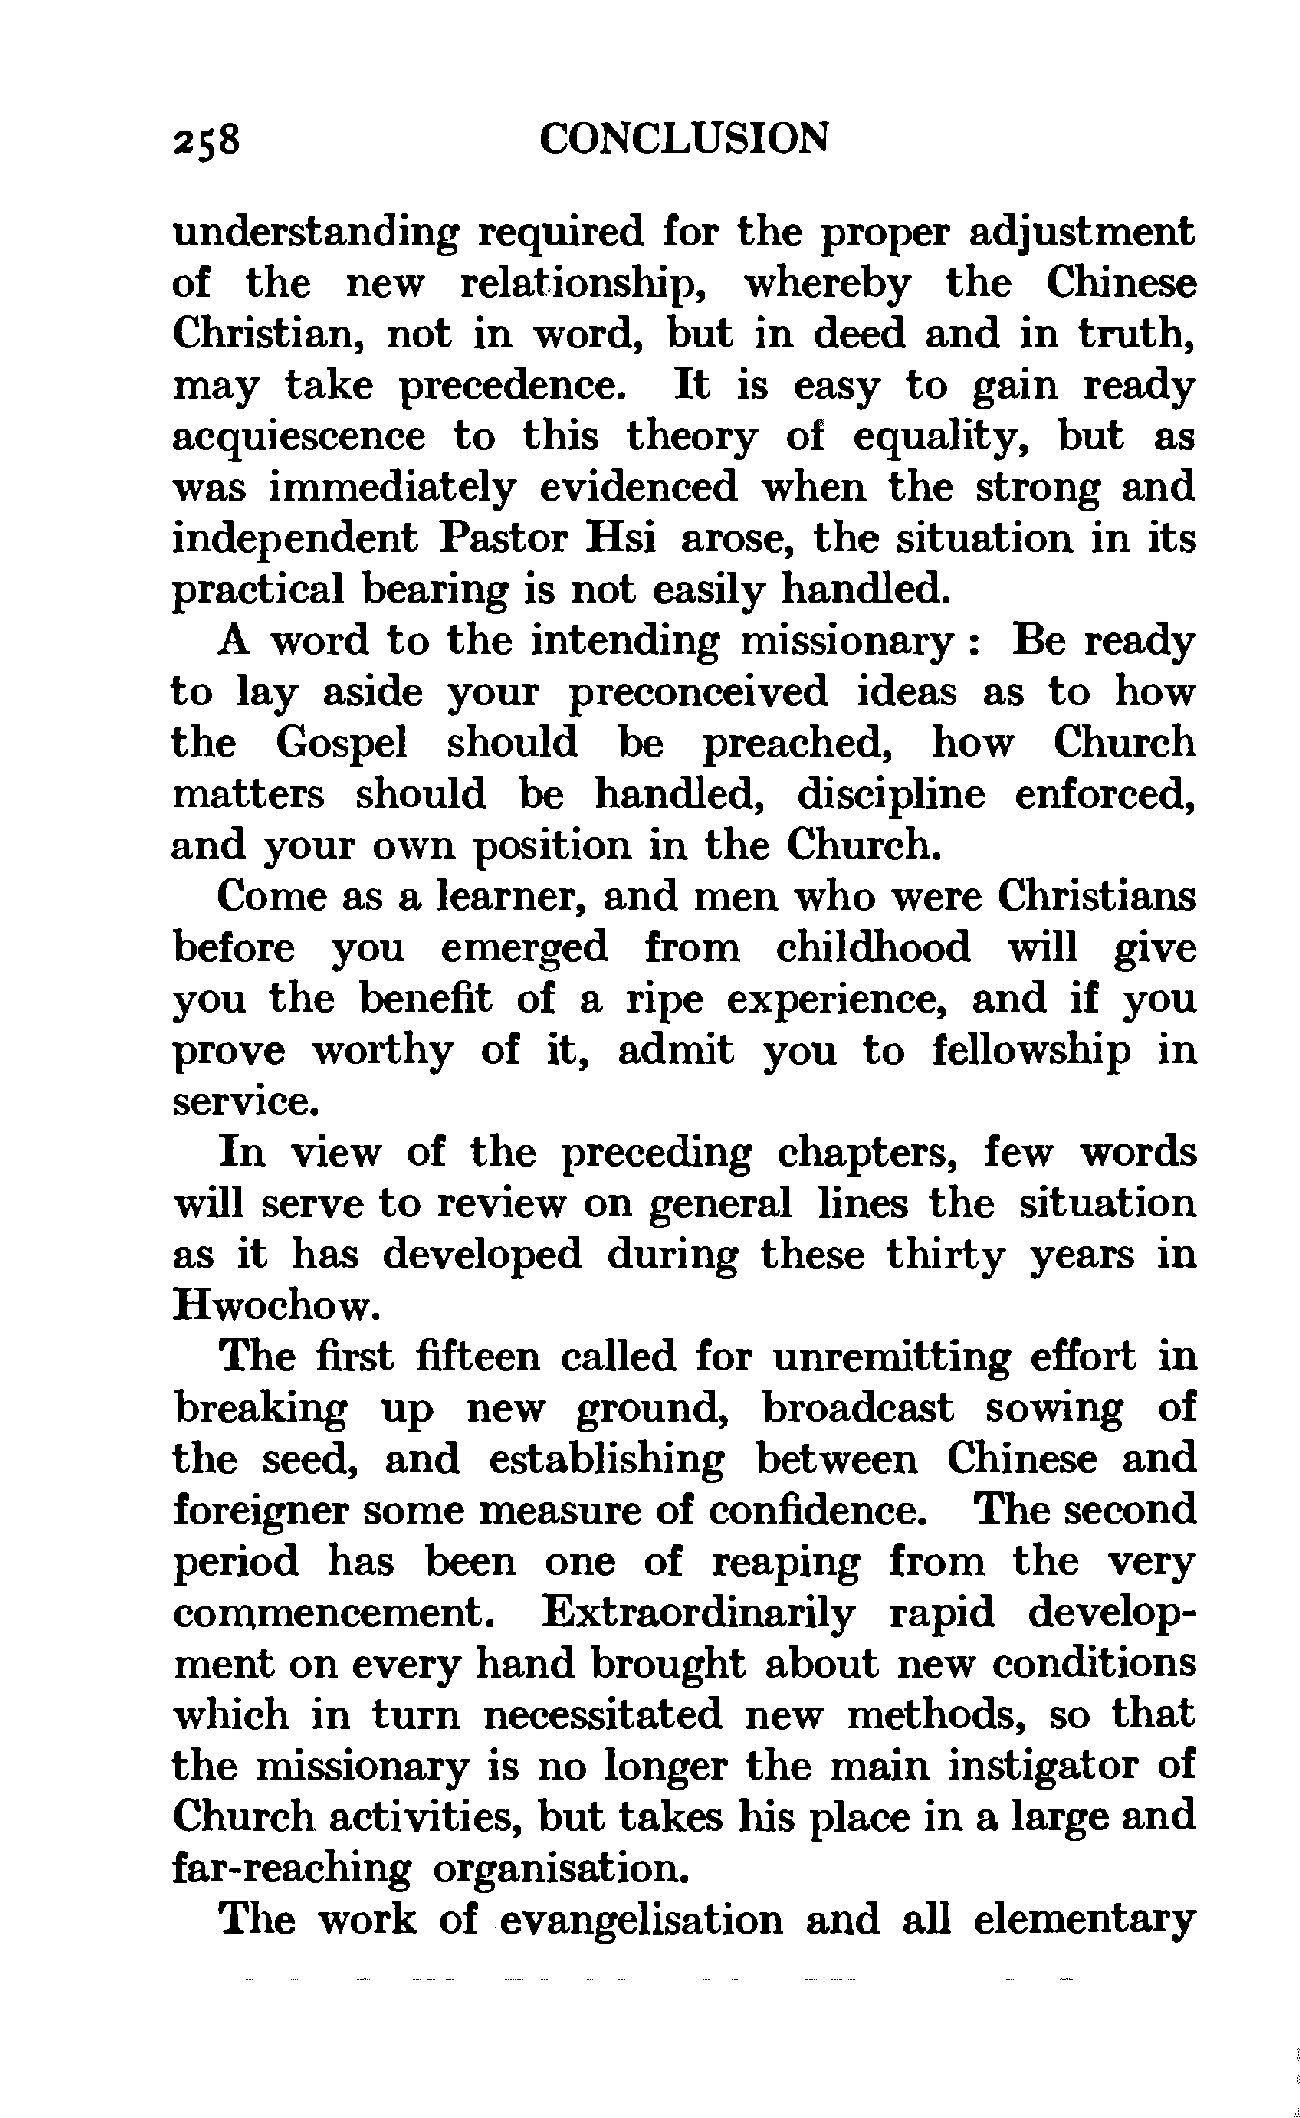 258 CONCLUSION
understanding required for the proper adjustment
of the new relationship, whereby the Chinese
Christian, not in word, but in deed and in truth,
may take precedence. It is easy to gain ready
acquiescence to this theory of equality, but as
was immediately evidenced when the strong and
independent Pastor Hsi arose, the situation in its
practical bearing is not easily handled.
A word to the intending missionary : Be ready
to lay aside your preconceived ideas as to how
the Gospel should be preached, how Church
matters should be handled, discipline enforced,
and your own position in the Church.
Come as a learner, and men who were Christians
before you emerged from childhood will give
you the benefit of a ripe experience, and if you
prove worthy of it, admit you to fellowship in
service.
In view of the preceding chapters, few words
will serve to review on general lines the situation
as it has developed during these thirty years in
Hwochow.
The first fifteen called for unremitting effort in
breaking up new ground, broadcast sowing of
the seed, and establishing between Chinese and
foreigner some measure of confidence. The second
period has been one of reaping from the very
commencement. Extraordinarily rapid develop-
ment on every hand brought about new conditions
which in turn necessitated new methods, so that
the missionary is no longer the main instigator of
Church activities, but takes his place in a large and
far-reaching organisation.
The work of evangelisation and all elementary